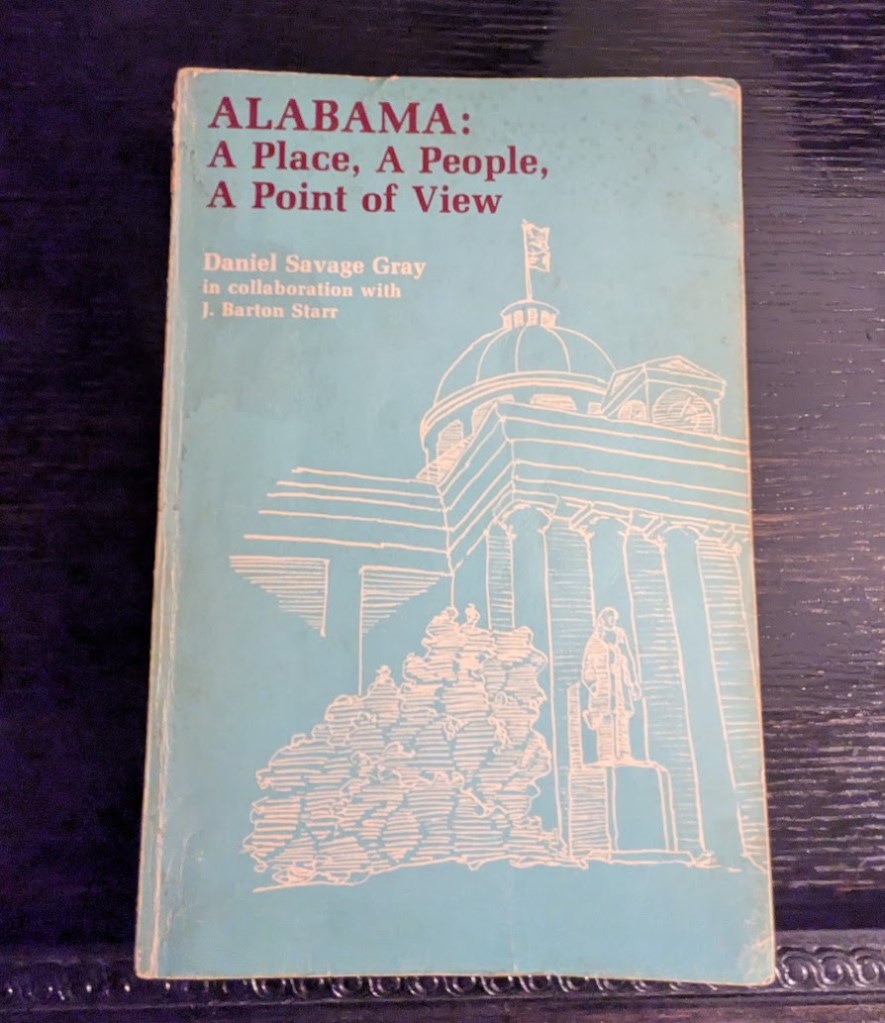 ALABAMA:
A Place, A People,
A Point of View
Daniel Savage Gray
in collaboration with
J. Barton Starr